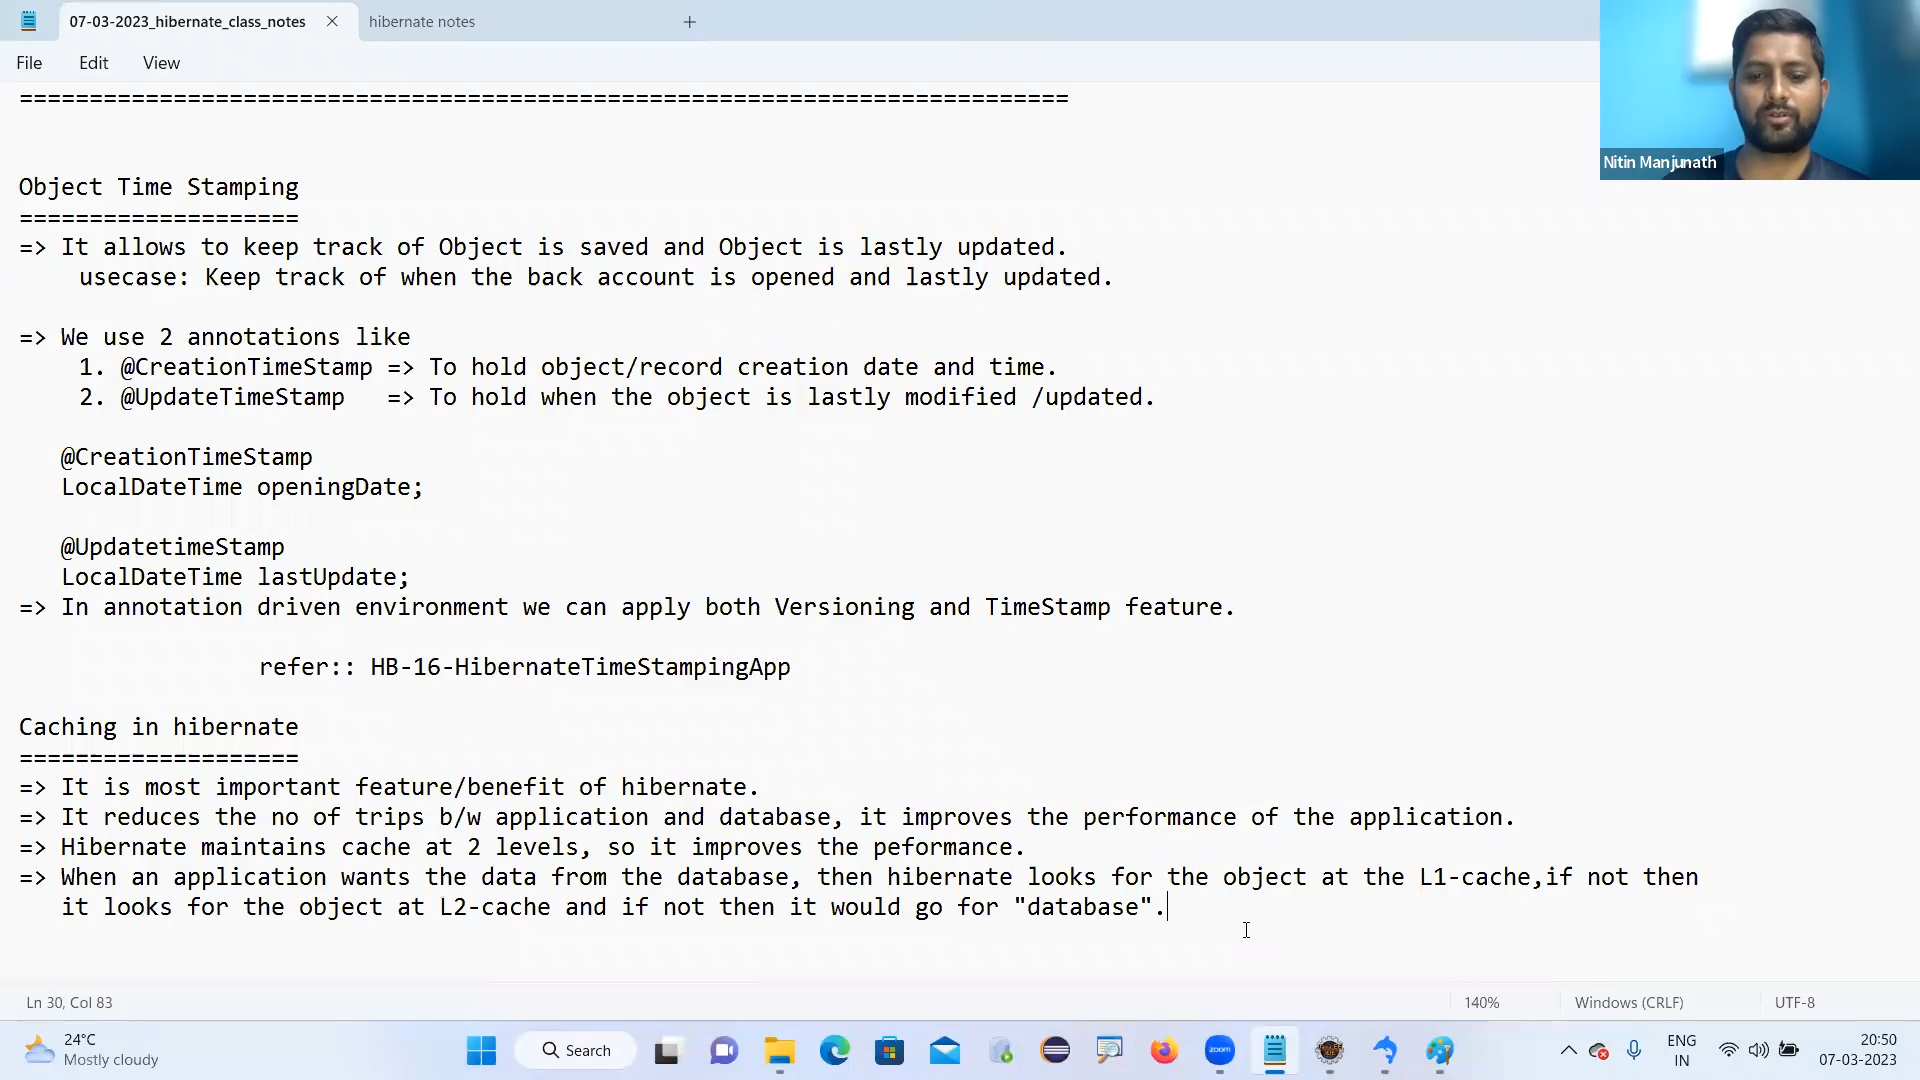 07-03-2023_hibernate_class_notes
hibernate notes
File Edit View
===========================================================================
Nitin Manjunath
Object Time Stamping
====================
=> It allows to keep track of Object is saved and Object is lastly updated.
usecase: Keep track of when the back account is opened and lastly updated.
=> We use 2 annotations like
1. @CreationTimeStamp => To hold object/record creation date and time.
2. @UpdateTimeStamp => To hold when the object is lastly modified /updated.
@CreationTimeStamp
LocalDateTime openingDate;
@UpdatetimeStamp
LocalDateTime lastUpdate;
=> In annotation driven environment we can apply both Versioning and TimeStamp feature.
refer:: HB-16-HibernateTimeStampingApp
Caching in hibernate
====================
=> It is most important feature/benefit of hibernate.
=> It reduces the no of trips b/w application and database, it improves the performance of the application.
=> Hibernate maintains cache at 2 levels, so it improves the peformance.
=> When an application wants the data from the database, then hibernate looks for the object at the L1-cache,if not then
it looks for the object at L2-cache and if not then it would go for "database".
Ln 30, Col 83
140%
Windows (CRLF)
UTF-8
24°C
Mostly cloudy
Search
zoom
ENG
IN
20:50
07-03-2023